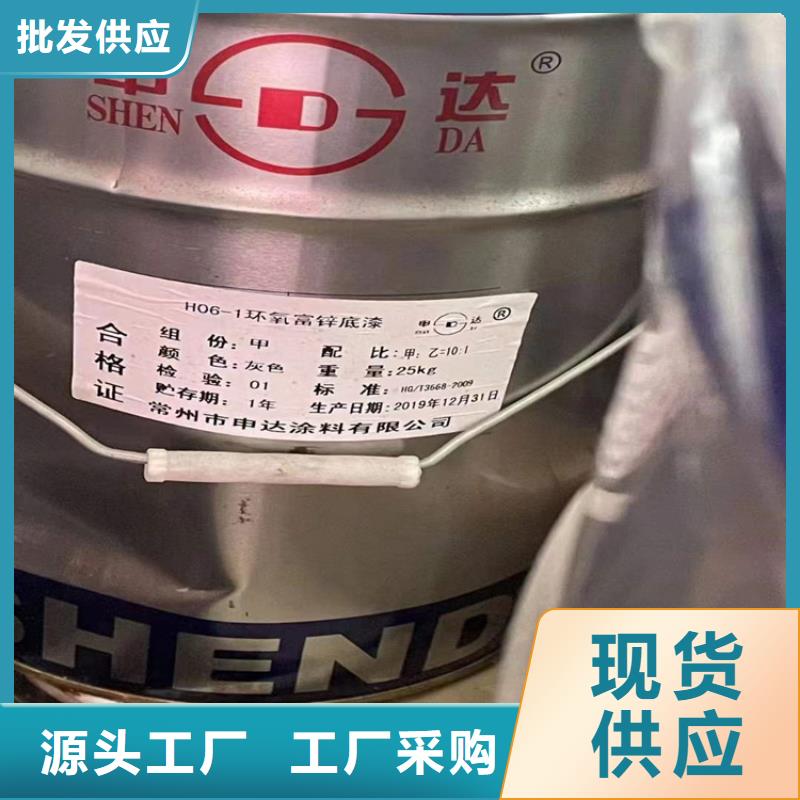 批发供应
申 达 ®
SHEN D DA
H06-1环氧富锌底漆 申 D 达 ®
合格证
组 份:甲 配 比:甲:乙=10:1
颜 色:灰色 重 量:25kg
检 验:01 标 准:HG/T3668-2009
贮存期:1年 生产日期:2019年12月31日
常州市申达涂料有限公司
SHEND
现货
供应
源头工厂 工厂采购